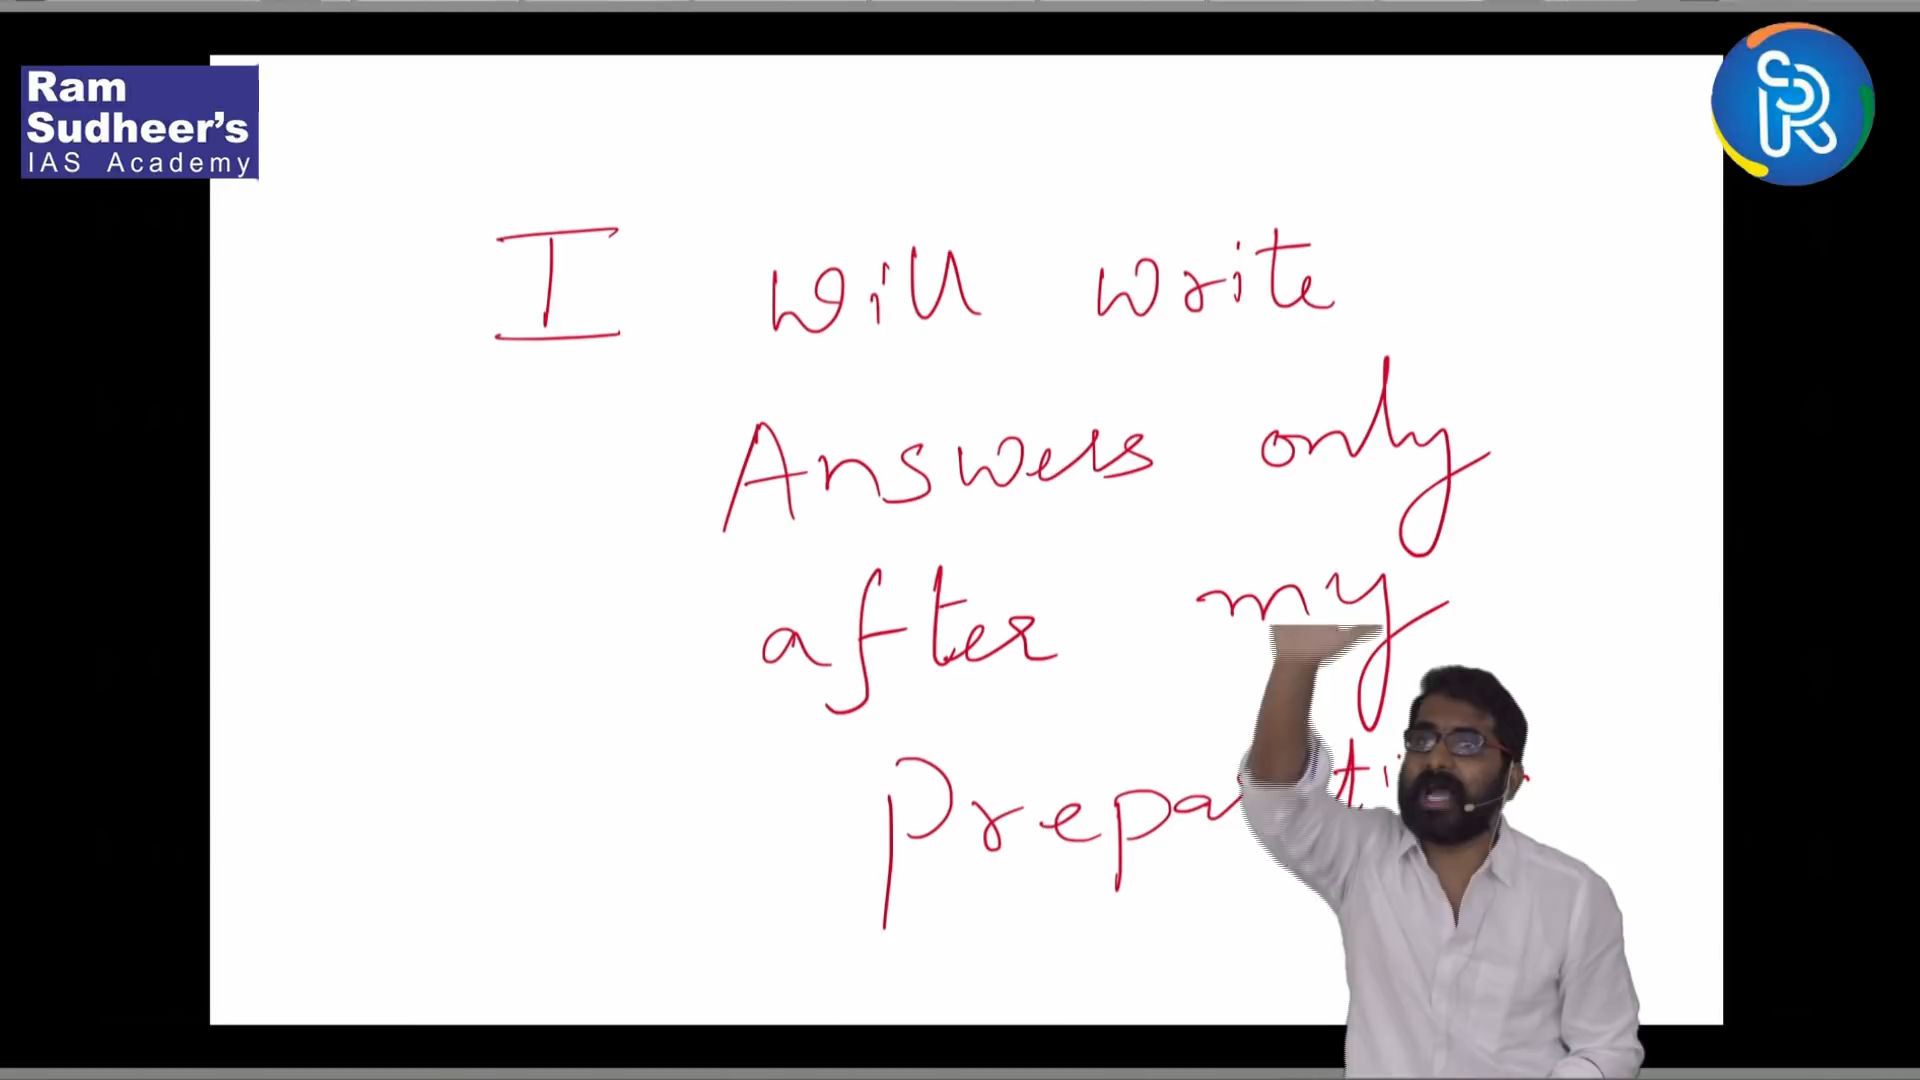 Ram
Sudheer's
IAS Academy
I will write
Answers only
after my